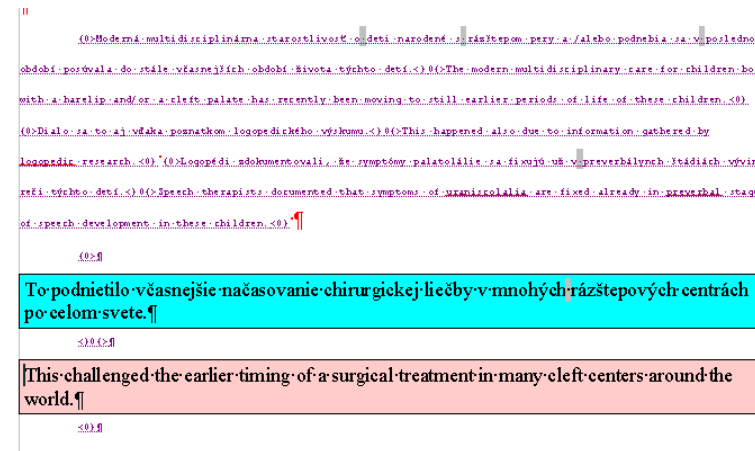 {0>Moderná multidisciplinárna starostlivosť o deti narodené s rázštepom pery a /alebo podnebia sa v posledno
období posúvala do stále včasnejších období života týchto detí.<}0{>The modern multidisciplinary care for children bo
with a harelip and/or a cleft palate has recently been moving to still earlier periods of life of these children.<0}
{0>Dialo sa to aj vďaka poznatkom logopedického výskumu.<}0{>This happened also due to information gathered by
logopedic research.<0} {0>Logopédi zdokumentovali, že symptómy palatolálie sa fixujú už v preverbálynch štádiách vývin
reči týchto detí.<}0{>Speech therapists documented that symptoms of uraniscolalia are fixed already in preverbal stag
of speech development in these children.<0} ¶
{0>¶
To podnietilo včasnejšie načasovanie chirurgickej liečby v mnohých rázštepových centrách
po celom svete.¶
<}0{>¶
This challenged the earlier timing of a surgical treatment in many cleft centers around the
world.¶
<0}¶